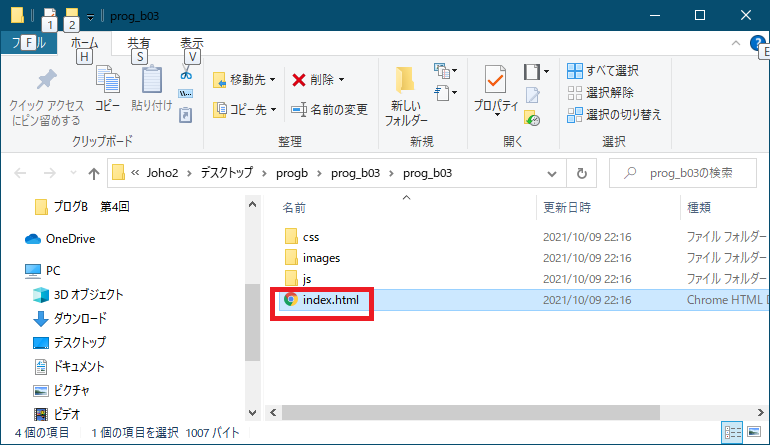 prog_b03
1 2
ファイル ホーム 共有 表示
F H S V E
クイック アクセス
にピン留めする
コピー
貼り付け
クリップボード
移動先
コピー先
削除
名前の変更
整理
新しい
フォルダー
新規
プロパティ
開く
すべて選択
選択解除
選択の切り替え
選択
« Joho2 › デスクトップ › progb › prog_b03 › prog_b03
prog_b03の検索
ブログB 第4回
OneDrive
PC
3D オブジェクト
ダウンロード
デスクトップ
ドキュメント
ピクチャ
ビデオ
名前 更新日時 種類
css 2021/10/09 22:16 ファイル フォルダー
images 2021/10/09 22:16 ファイル フォルダー
js 2021/10/09 22:16 ファイル フォルダー
index.html 2021/10/09 22:16 Chrome HTML D
4 個の項目 1 個の項目を選択 1007 バイト